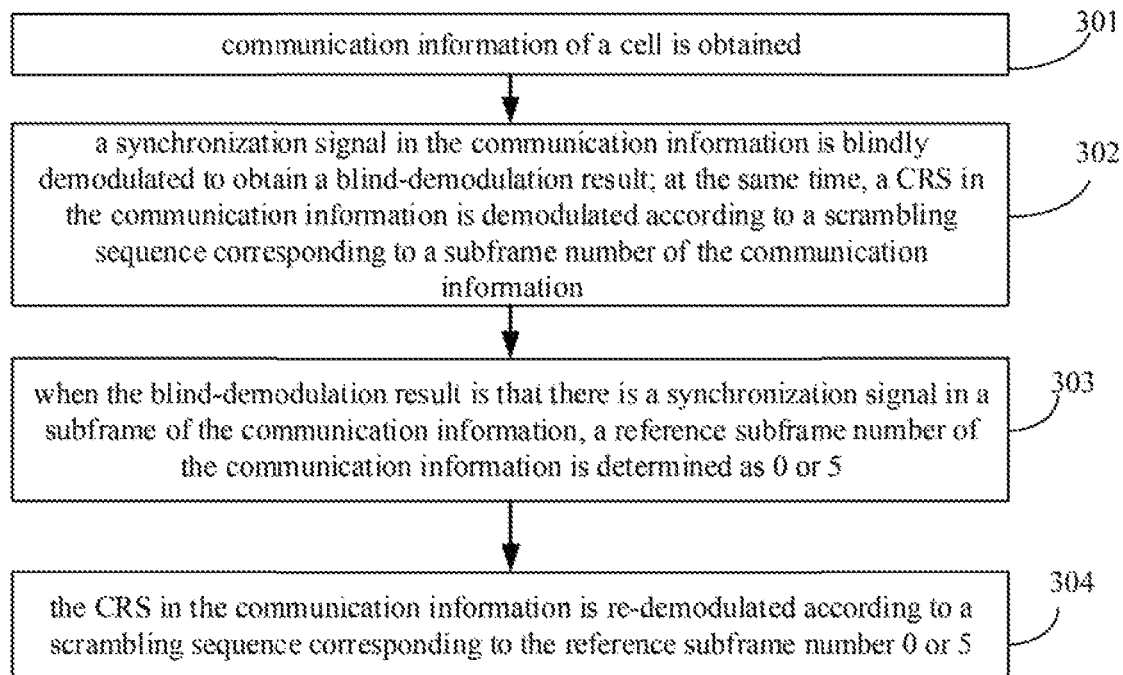 communication information of a cell is obtained
301
a synchronization signal in the communication information is blindly
demodulated to obtain a blind-demodulation result; at the same time, a CRS in
the communication information is demodulated according to a scrambling
sequence corresponding to a subframe number of the communication
information
302
when the blind-demodulation result is that there is a synchronization signal in a
subframe of the communication information, a reference subframe number of
the communication information is determined as 0 or 5
303
the CRS in the communication information is re-demodulated according to a
scrambling sequence corresponding to the reference subframe number 0 or 5
304